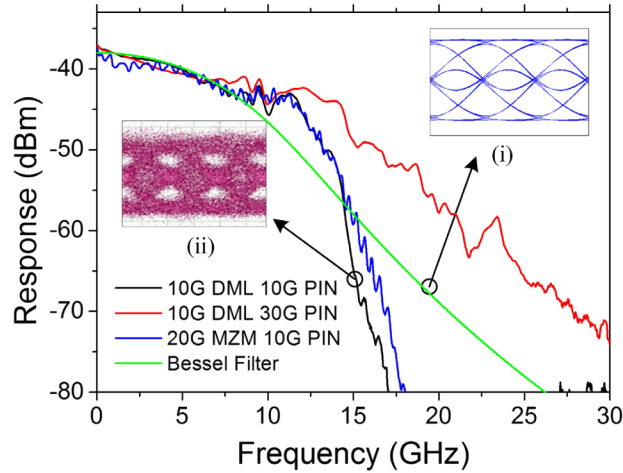 (i)
(ii)
10G DML 10G PIN
10G DML 30G PIN
20G MZM 10G PIN
Bessel Filter
Response (dBm)
-40
-50
-60
-70
-80
0
5
10
15
20
25
30
Frequency (GHz)